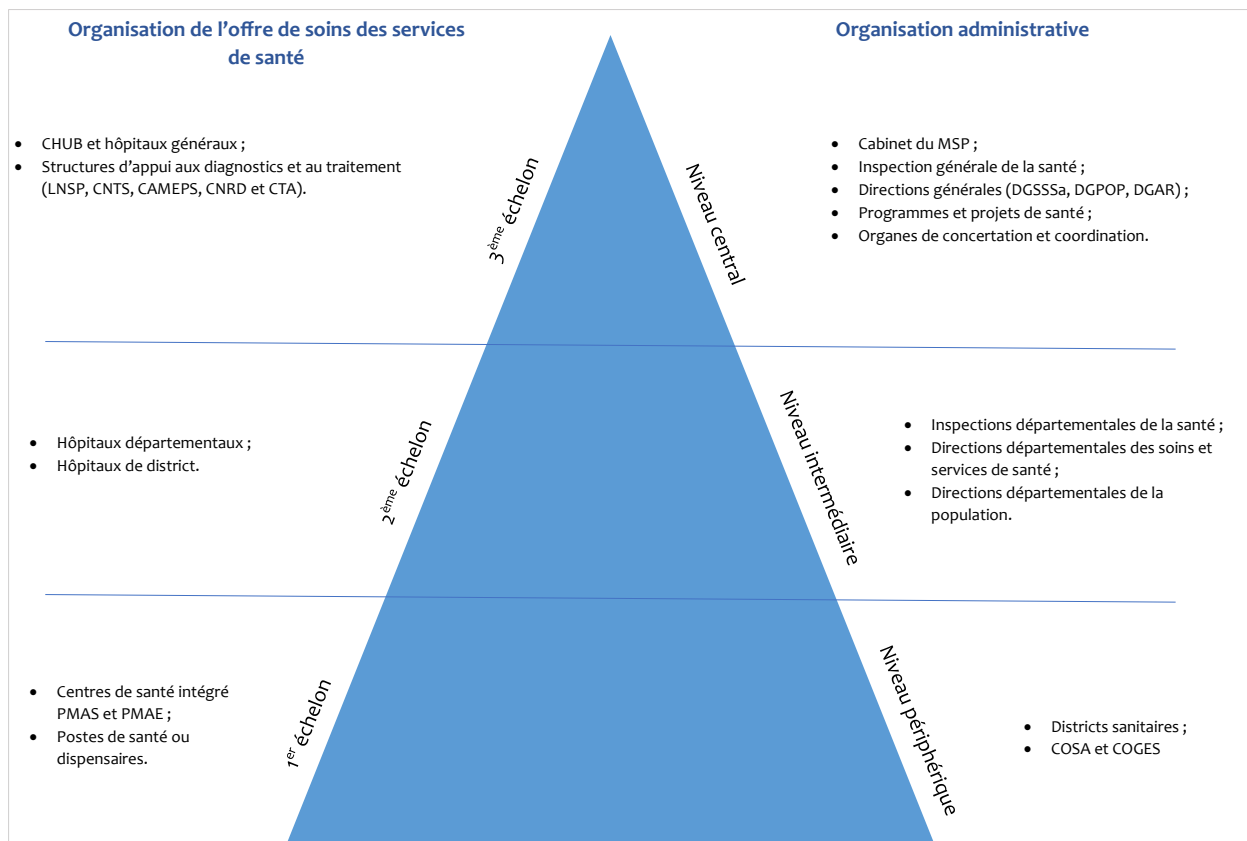 Organisation de l'offre de soins des services
de santé
Organisation administrative
• CHUB et hôpitaux généraux ;
• Structures d'appui aux diagnostics et au traitement
(LNSP, CNTS, CAMEPS, CNRD et CTA).
3ème échelon
Niveau central
• Cabinet du MSP ;
• Inspection générale de la santé ;
• Directions générales (DGSSSa, DGPOP, DGAR) ;
• Programmes et projets de santé ;
• Organes de concertation et coordination.
• Hôpitaux départementaux ;
• Hôpitaux de district.
2ème échelon
Niveau intermédiaire
• Inspections départementales de la santé ;
• Directions départementales des soins et
services de santé ;
• Directions départementales de la
population.
• Centres de santé intégré
PMAS et PMAE ;
• Postes de santé ou
dispensaires.
1er échelon
Niveau périphérique
• Districts sanitaires ;
• COSA et COGES